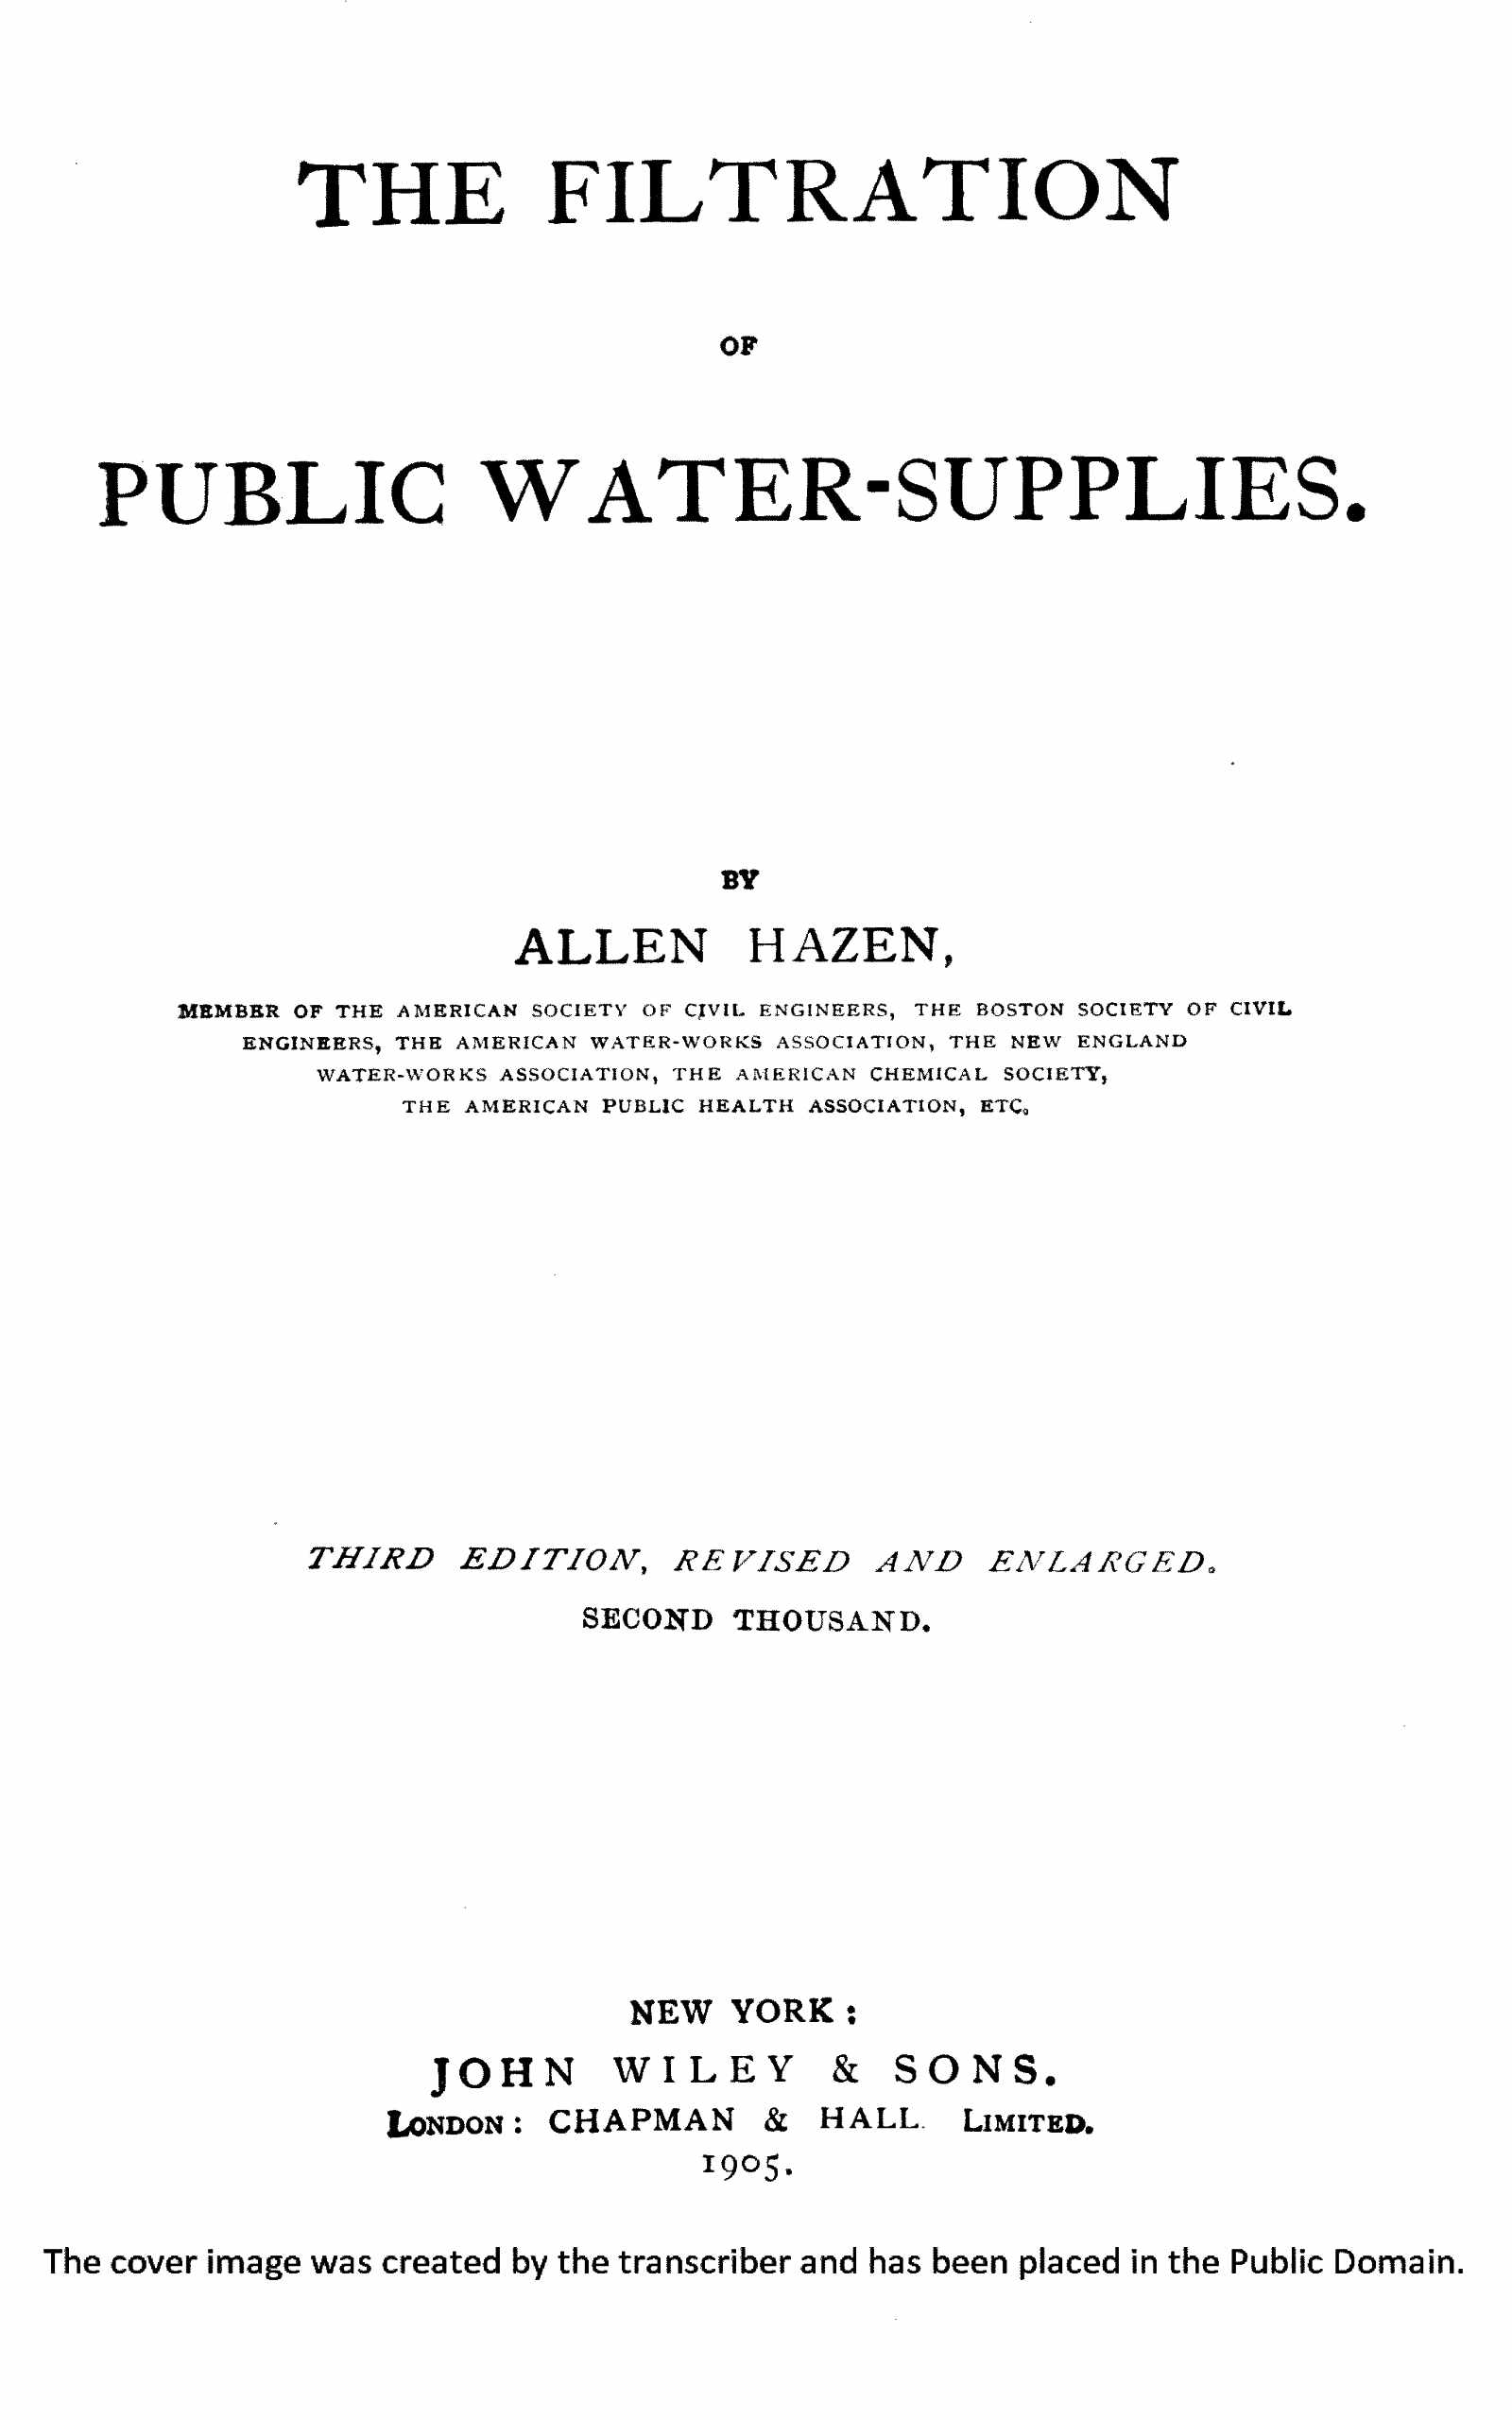 THE FILTRATION
OF
PUBLIC WATER-SUPPLIES.
BY
ALLEN HAZEN,
MEMBER OF THE AMERICAN SOCIETY OF CIVIL ENGINEERS, THE BOSTON SOCIETY OF CIVIL
ENGINEERS, THE AMERICAN WATER-WORKS ASSOCIATION, THE NEW ENGLAND
WATER-WORKS ASSOCIATION, THE AMERICAN CHEMICAL SOCIETY,
THE AMERICAN PUBLIC HEALTH ASSOCIATION, ETC.
THIRD EDITION, REVISED AND ENLARGED.
SECOND THOUSAND.
NEW YORK:
JOHN WILEY & SONS.
LONDON: CHAPMAN & HALL. LIMITED.
1905.
The cover image was created by the transcriber and has been placed in the Public Domain.